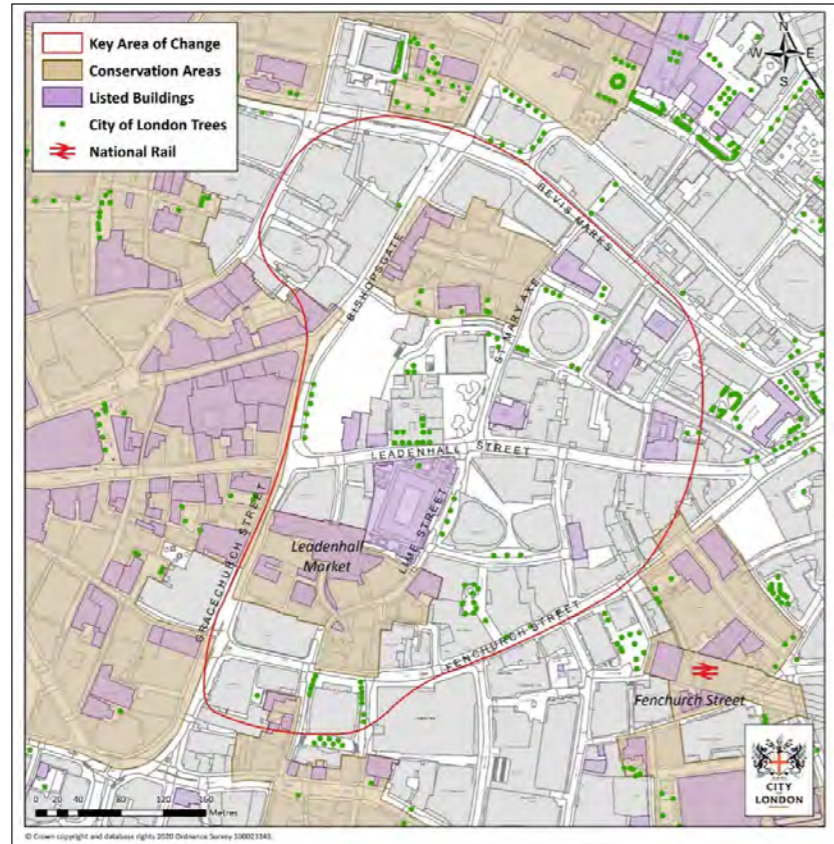 Key Area of Change
Conservation Areas
Listed Buildings
City of London Trees
National Rail
N
W E
S
BEVIS MARKS
BISHOPSGATE
ST MARY AXE
LEADENHALL STREET
LIME STREET
Leadenhall
Market
GRACECHURCH STREET
FENCHURCH STREET
Fenchurch Street
0 20 40 80 120 160
Metres
CITY
OF
LONDON
© Crown copyright and database rights 2020 Ordnance Survey 100023243.